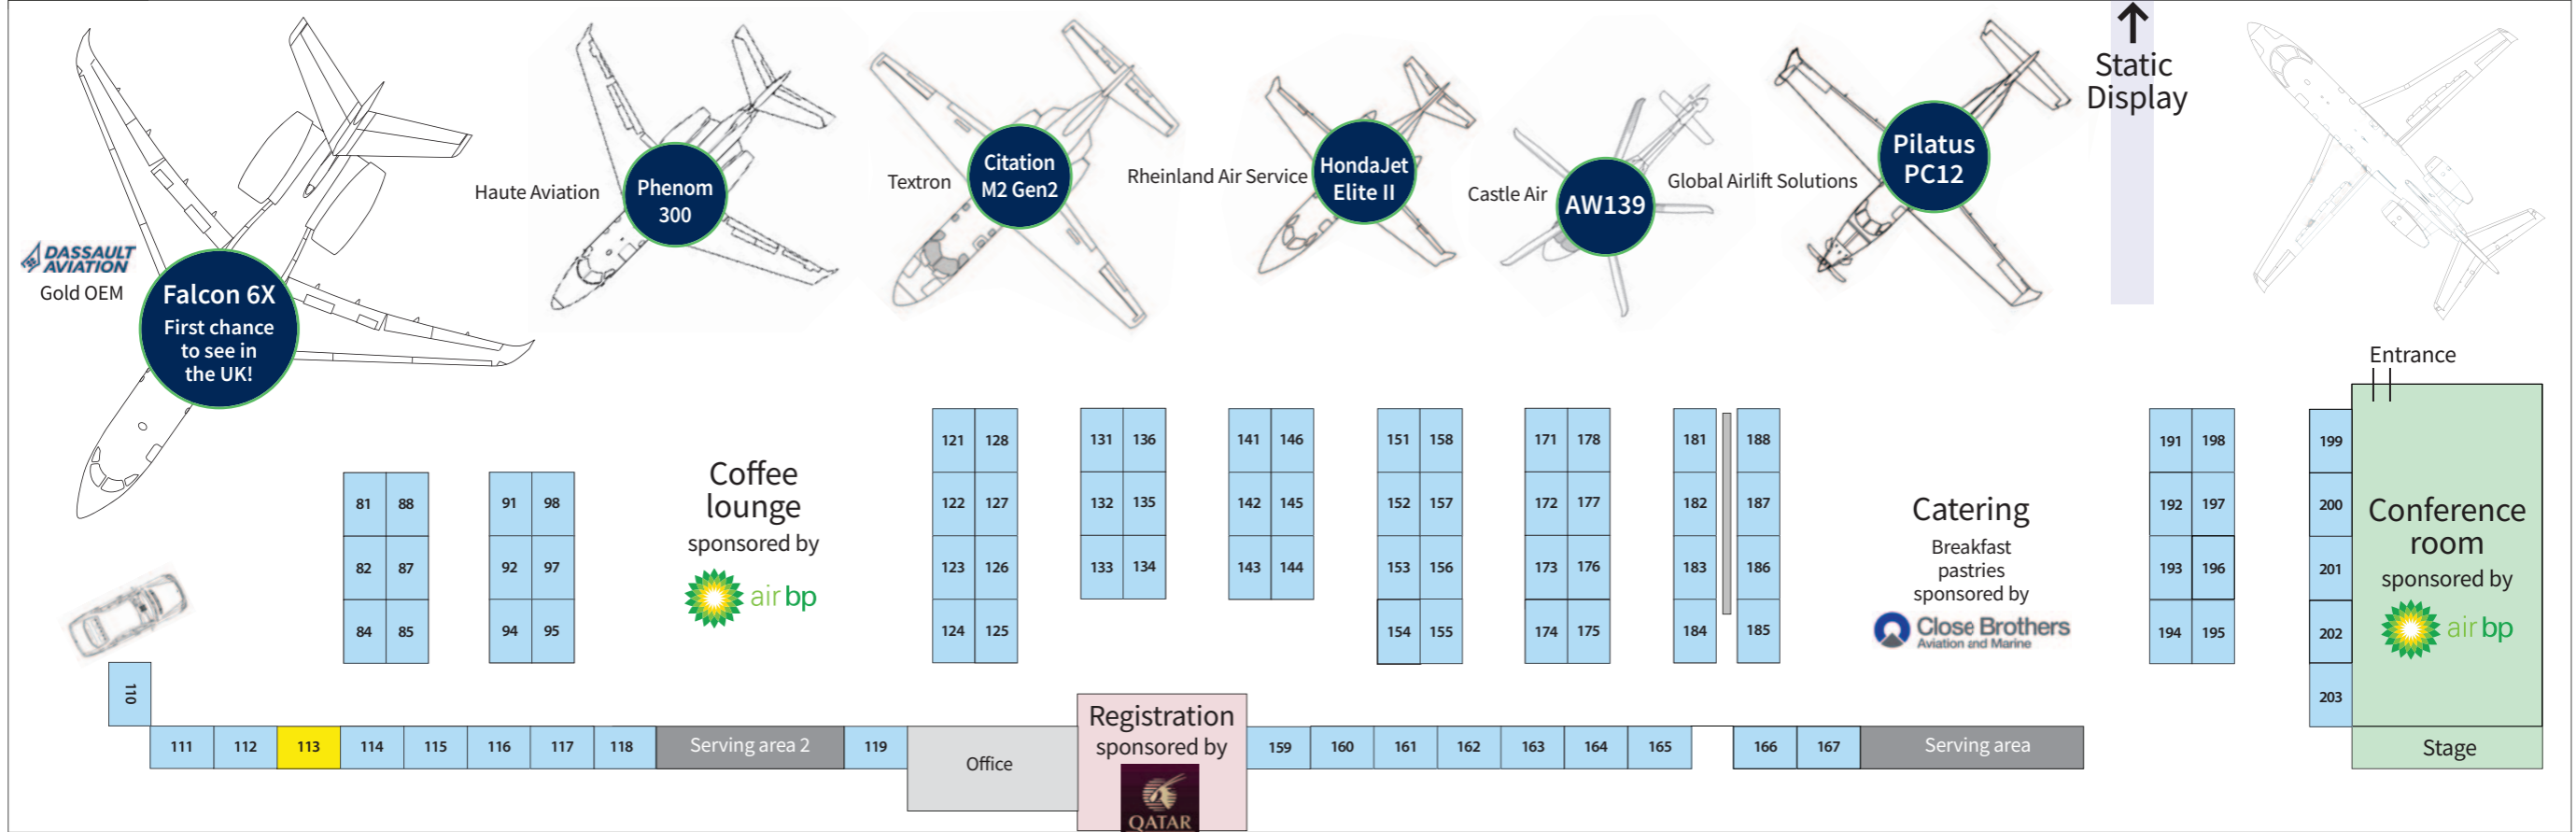 Static
Display
DASSAULT
AVIATION
Gold OEM
Falcon 6X
First chance
to see in
the UK!
Haute Aviation
Phenom
300
Textron
Citation
M2 Gen2
Rheinland Air Service
HondaJet
Elite II
Castle Air
AW139
Global Airlift Solutions
Pilatus
PC12
Entrance
81 88
82 87
84 85
91 98
92 97
94 95
Coffee
lounge
sponsored by
air bp
121 128
122 127
123 126
124 125
131 136
132 135
133 134
141 146
142 145
143 144
151 158
152 157
153 156
154 155
171 178
172 177
173 176
174 175
181 188
182 187
183 186
184 185
Catering
Breakfast
pastries
sponsored by
Close Brothers
Aviation and Marine
191 198
192 197
193 196
194 195
199
200
201
202
203
Conference
room
sponsored by
air bp
Stage
110
111 112 113 114 115 116 117 118 Serving area 2 119
Office
Registration
sponsored by
QATAR
159 160 161 162 163 164 165 166 167 Serving area